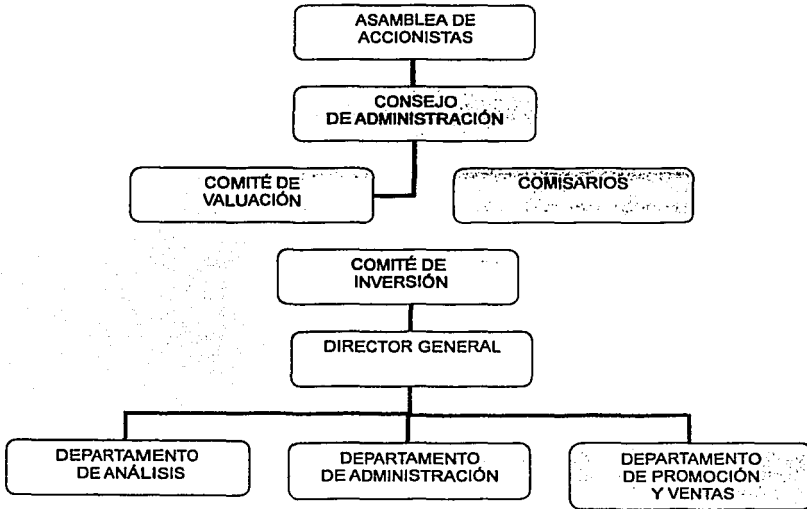 ASAMBLEA DE
ACCIONISTAS
CONSEJO
DE ADMINISTRACIÓN
COMITÉ DE
VALUACIÓN
COMISARIOS
COMITÉ DE
INVERSIÓN
DIRECTOR GENERAL
DEPARTAMENTO
DE ANÁLISIS
DEPARTAMENTO
DE ADMINISTRACIÓN
DEPARTAMENTO
DE PROMOCIÓN
Y VENTAS